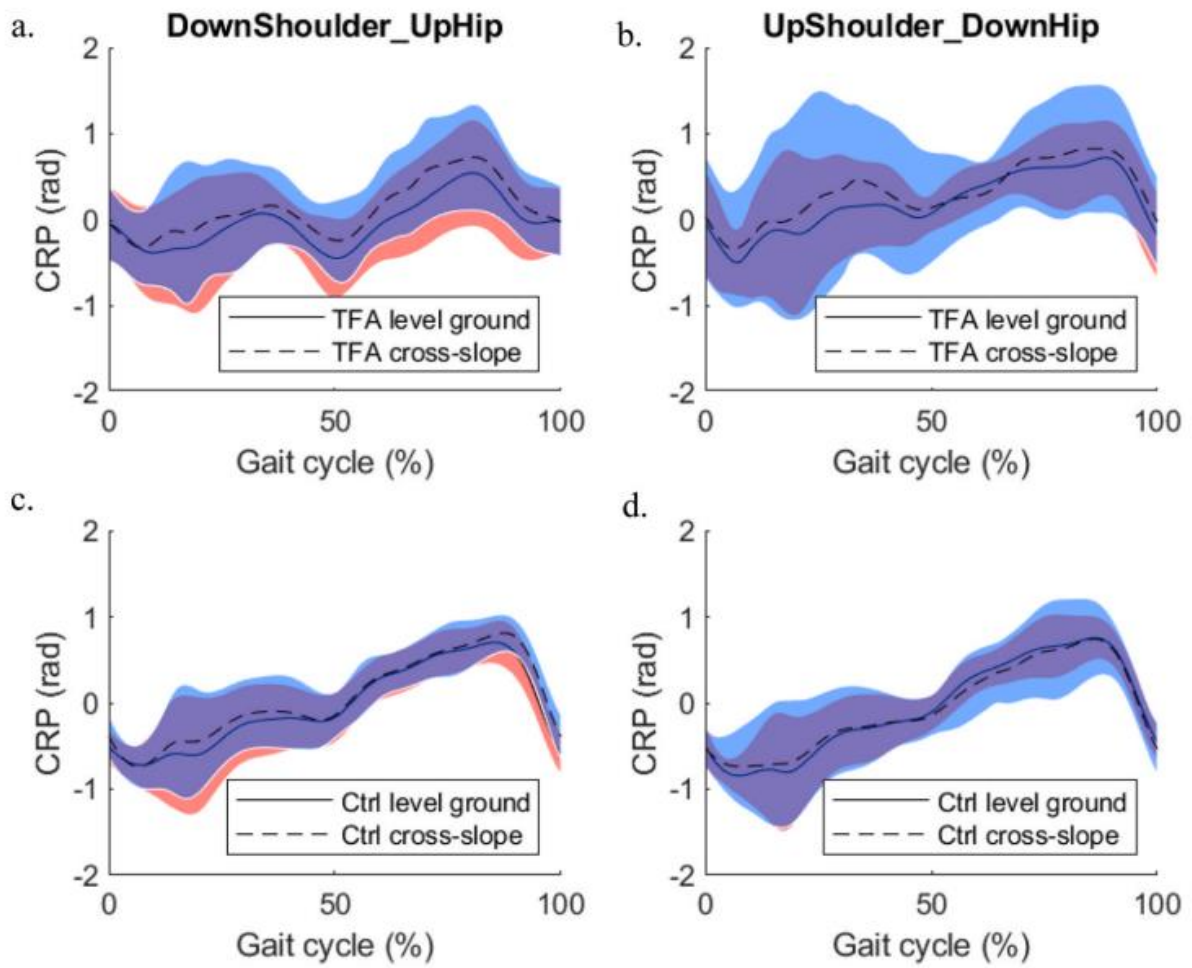 a.
DownShoulder_UpHip
2
1
0
-1
-2
CRP (rad)
TFA level ground
TFA cross-slope
0
50
100
Gait cycle (%)
b.
UpShoulder_DownHip
2
1
0
-1
-2
CRP (rad)
TFA level ground
TFA cross-slope
0
50
100
Gait cycle (%)
c.
2
1
0
-1
-2
CRP (rad)
Ctrl level ground
Ctrl cross-slope
0
50
100
Gait cycle (%)
d.
2
1
0
-1
-2
CRP (rad)
Ctrl level ground
Ctrl cross-slope
0
50
100
Gait cycle (%)